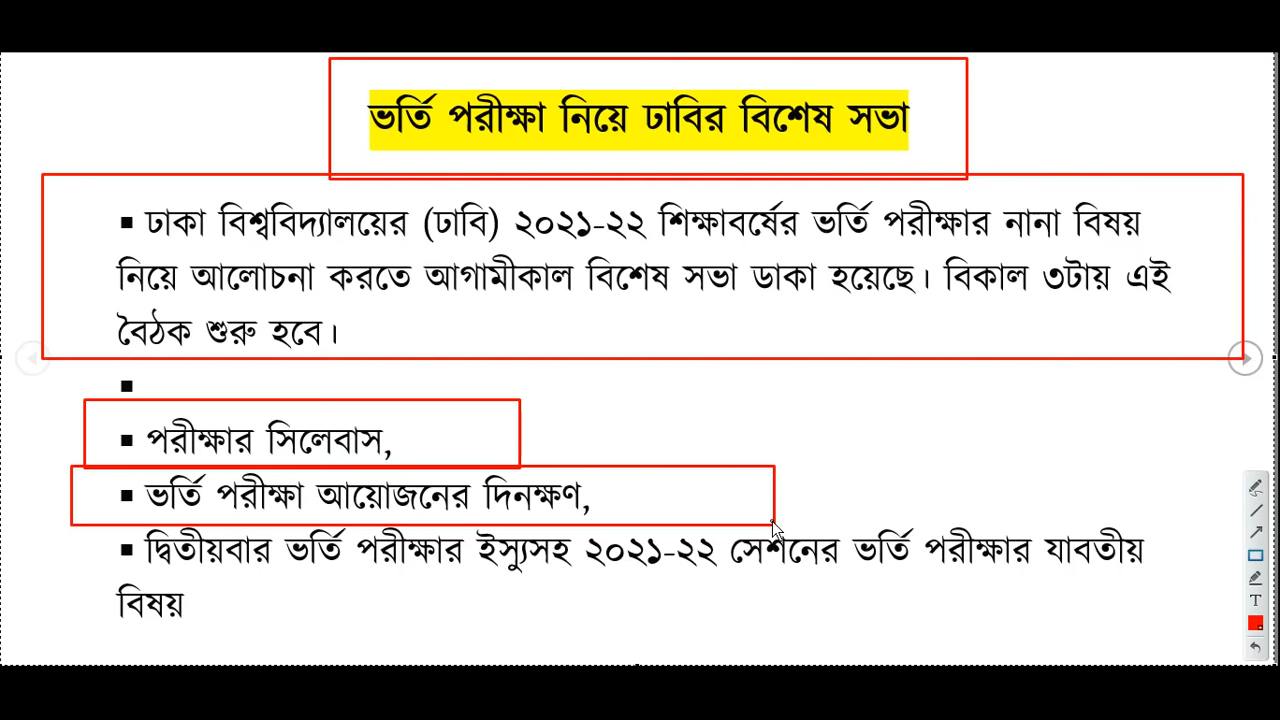 ভর্তি পরীক্ষা নিয়ে ঢাবির বিশেষ সভা
▪ ঢাকা বিশ্ববিদ্যালয়ের (ঢাবি) ২০২১-২২ শিক্ষাবর্ষের ভর্তি পরীক্ষার নানা বিষয়
নিয়ে আলোচনা করতে আগামীকাল বিশেষ সভা ডাকা হয়েছে। বিকাল ৩টায় এই
বৈঠক শুরু হবে।
▪
▪ পরীক্ষার সিলেবাস,
▪ ভর্তি পরীক্ষা আয়োজনের দিনক্ষণ,
▪ দ্বিতীয়বার ভর্তি পরীক্ষার ইস্যুসহ ২০২১-২২ সেশনের ভর্তি পরীক্ষার যাবতীয়
বিষয়
T